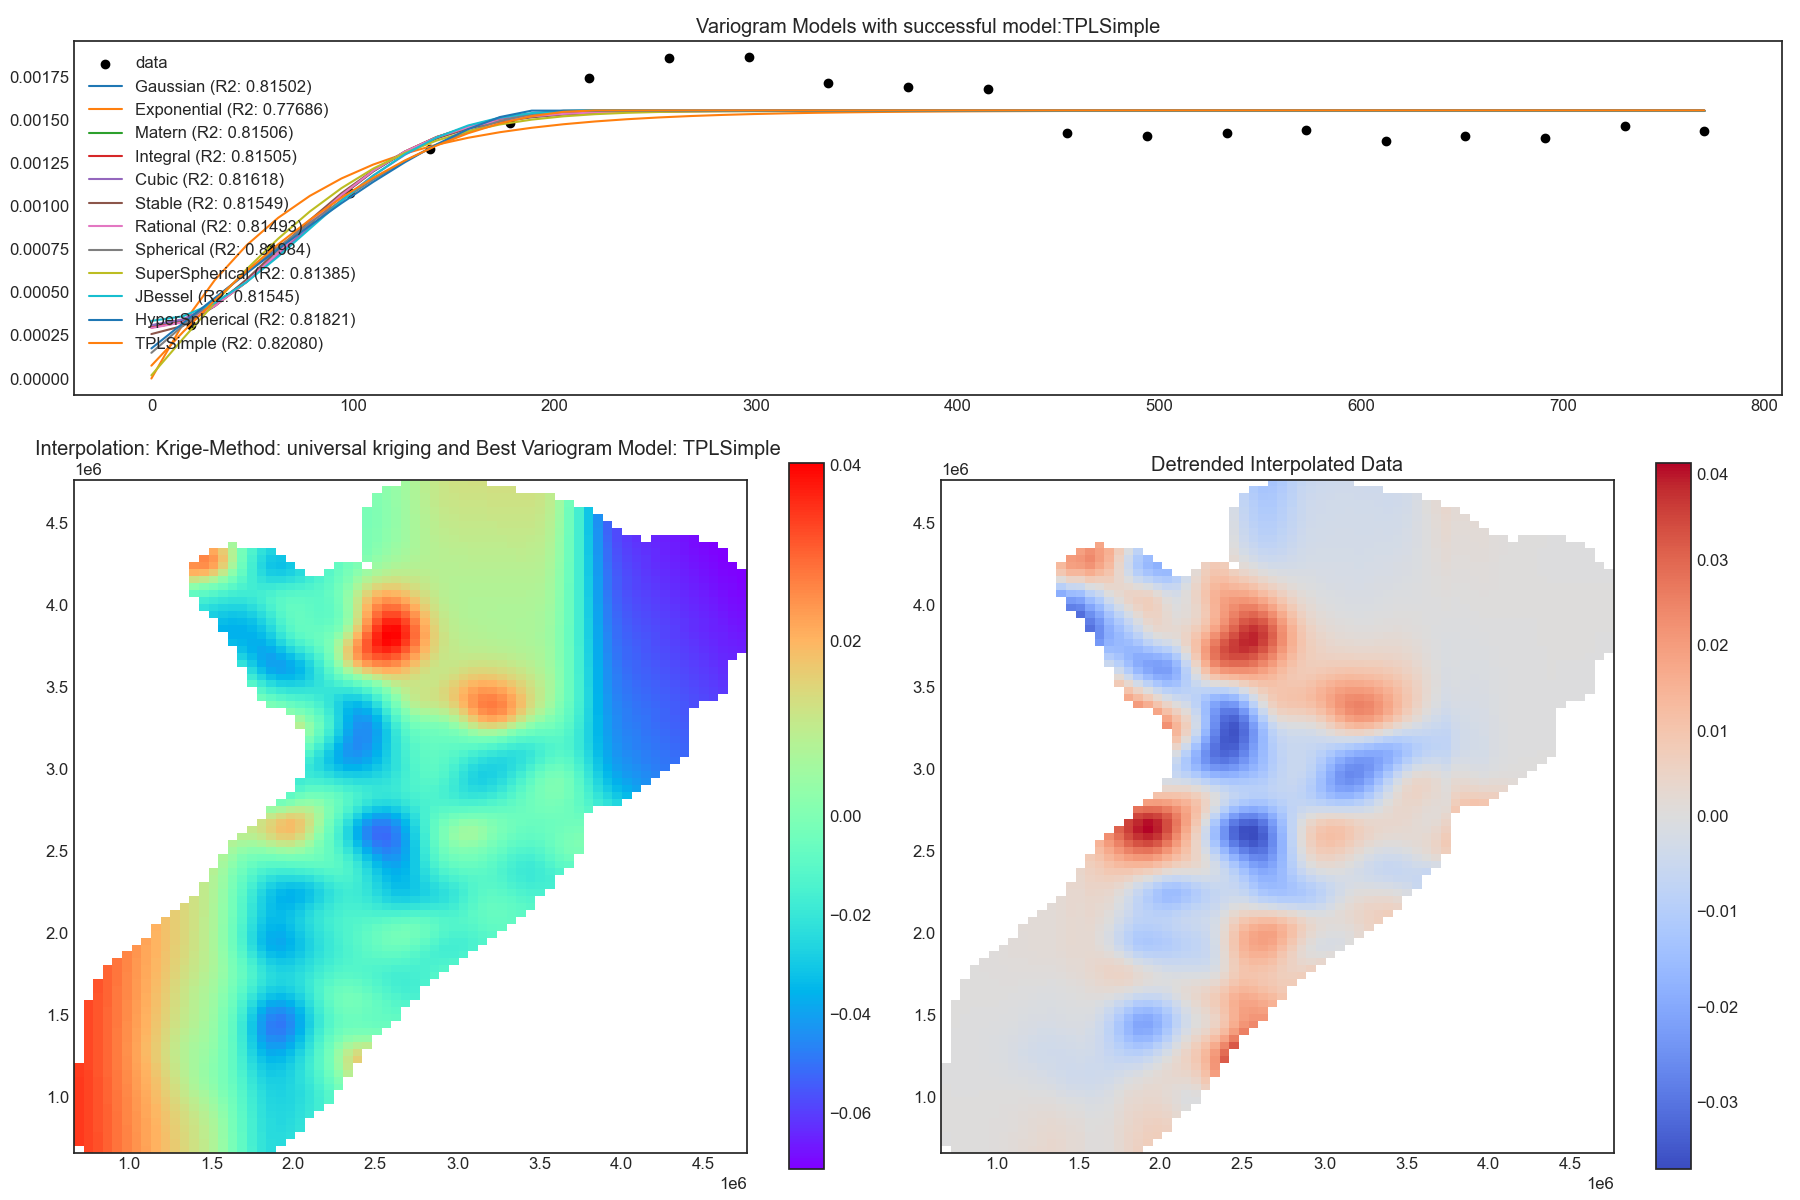 Variogram Models with successful model:TPLSimple
data
Gaussian (R2: 0.81502)
Exponential (R2: 0.77686)
Matern (R2: 0.81506)
Integral (R2: 0.81505)
Cubic (R2: 0.81618)
Stable (R2: 0.81549)
Rational (R2: 0.81493)
Spherical (R2: 0.81984)
SuperSpherical (R2: 0.81385)
JBessel (R2: 0.81545)
HyperSpherical (R2: 0.81821)
TPLSimple (R2: 0.82080)
0.00175
0.00150
0.00125
0.00100
0.00075
0.00050
0.00025
0.00000
0 100 200 300 400 500 600 700 800
Interpolation: Krige-Method: universal kriging and Best Variogram Model: TPLSimple
1e6
4.5
4.0
3.5
3.0
2.5
2.0
1.5
1.0
1.0 1.5 2.0 2.5 3.0 3.5 4.0 4.5
1e6
0.04
0.02
0.00
−0.02
−0.04
−0.06
Detrended Interpolated Data
1e6
4.5
4.0
3.5
3.0
2.5
2.0
1.5
1.0
1.0 1.5 2.0 2.5 3.0 3.5 4.0 4.5
1e6
0.04
0.03
0.02
0.01
0.00
−0.01
−0.02
−0.03